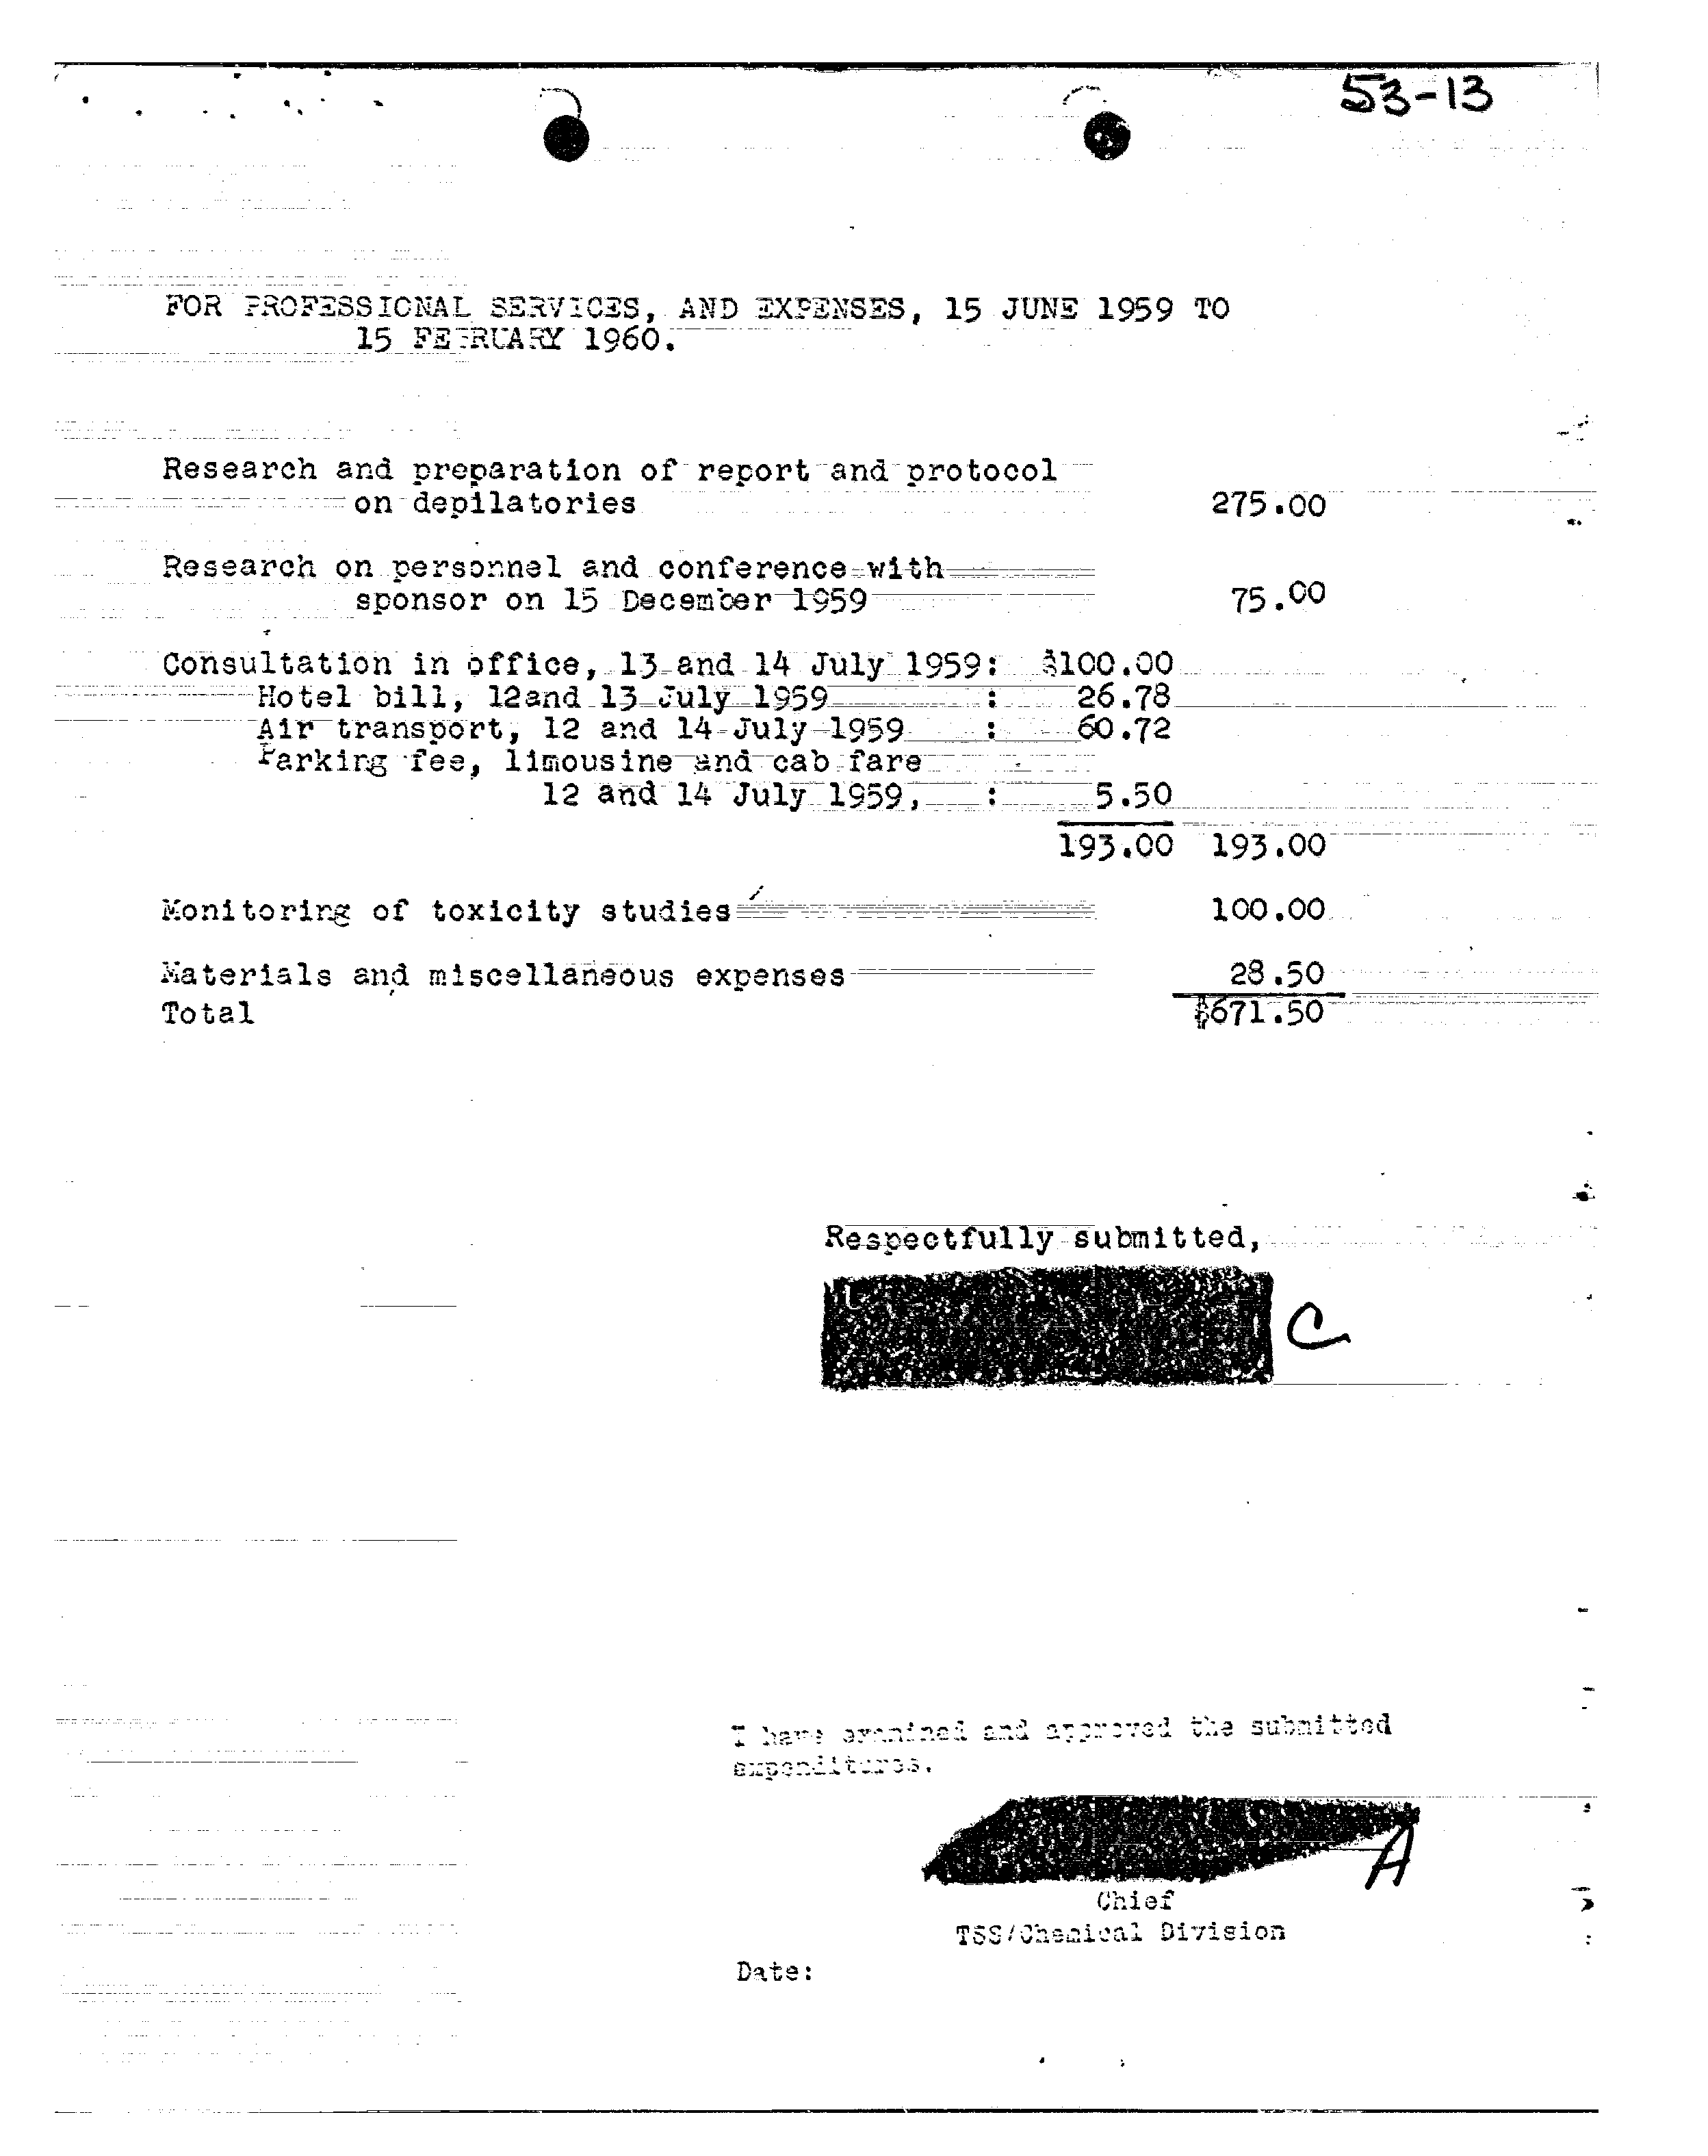 53-13
FOR PROFESSIONAL SERVICES, AND EXPENSES, 15 JUNE 1959 TO
15 FEBRUARY 1960.
Research and preparation of report and protocol
on depilatories 275.00
Research on personnel and conference with
sponsor on 15 December 1959 75.00
Consultation in office, 13 and 14 July 1959: $100.00
Hotel bill, 12and 13 July 1959 : 26.78
Air transport, 12 and 14 July 1959 : 60.72
Parking fee, limousine and cab fare
12 and 14 July 1959, : 5.50
193.00 193.00
Monitoring of toxicity studies 100.00
Materials and miscellaneous expenses 28.50
Total $671.50
Respectfully submitted,
C
I have examined and approved the submitted
expenditures.
A
Chief
TSS/Chemical Division
Date: